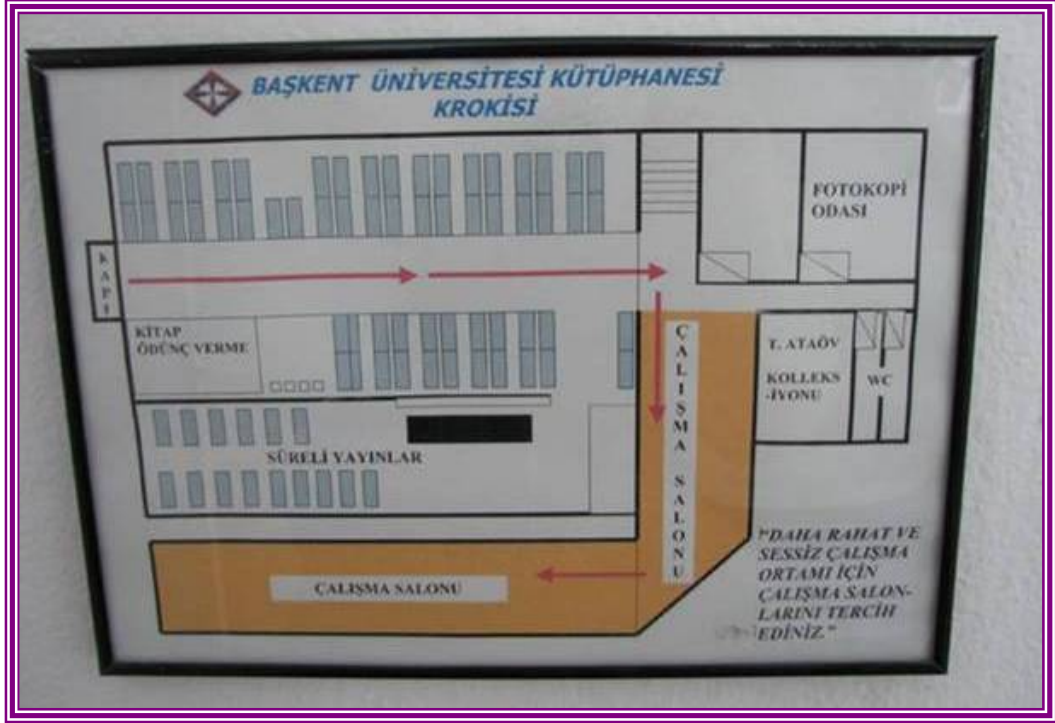 BAŞKENT ÜNİVERSİTESİ KÜTÜPHANESİ
KROKİSİ
FOTOKOPİ
ODASI
KAPI
KİTAP
ÖDÜNÇ VERME
ÇALIŞMA SALONU
T. ATAÖV
KOLLEKS
-İYONU
WC
SÜRELİ YAYINLAR
ÇALIŞMA SALONU
"DAHA RAHAT VE
SESSİZ ÇALIŞMA
ORTAMI İÇİN
ÇALIŞMA SALON-
LARINI TERCİH
EDİNİZ."